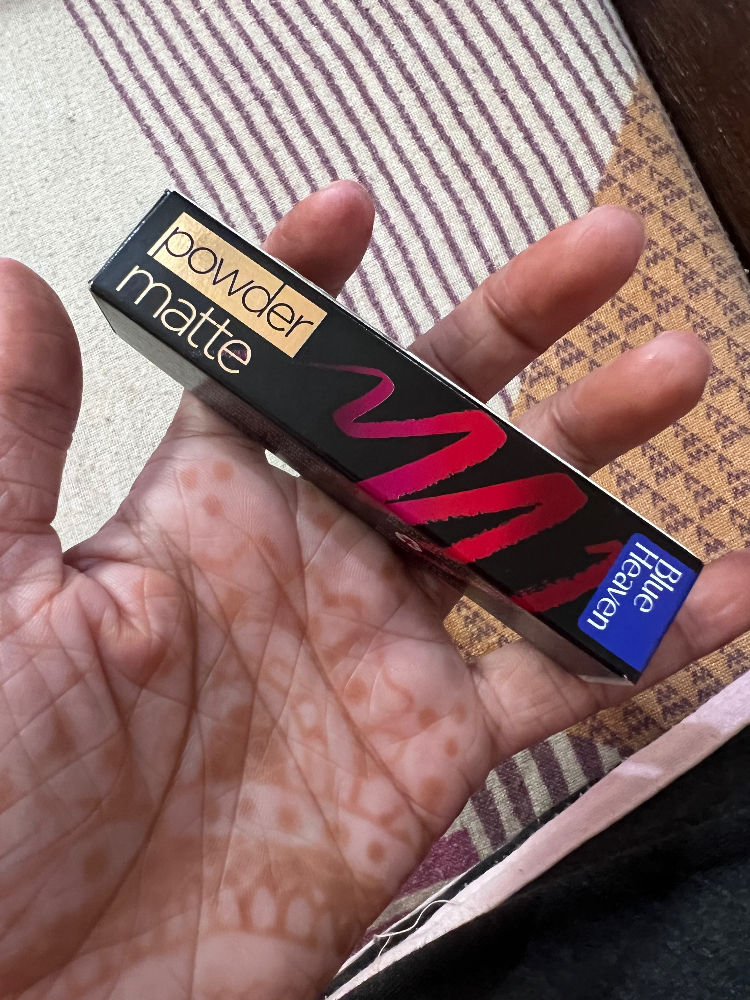 powder
matte
Blue
Heaven